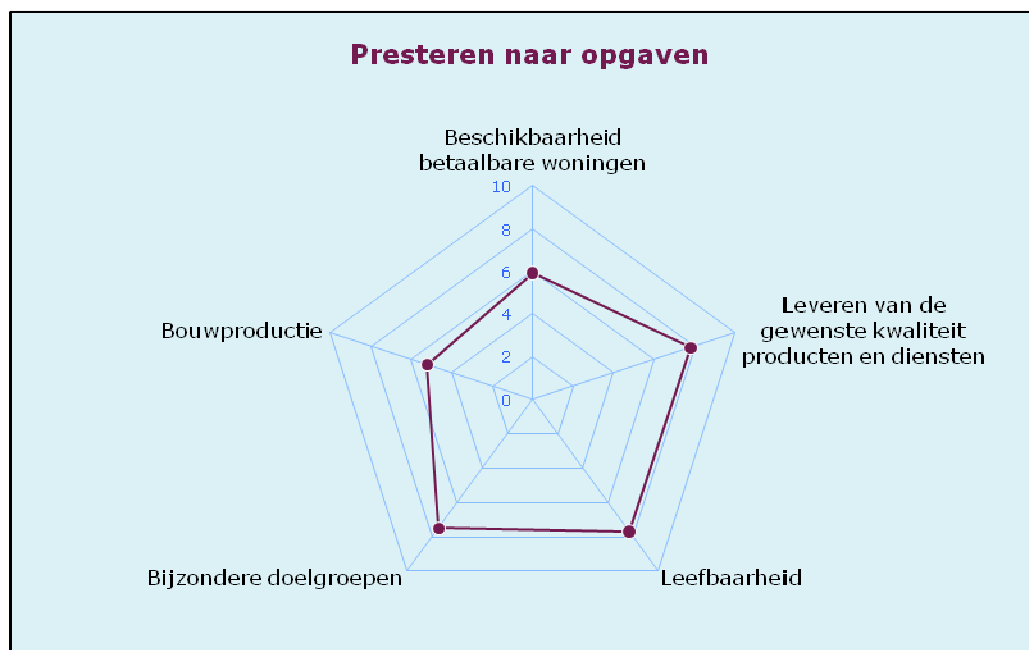 Presteren naar opgaven
Beschikbaarheid
betaalbare woningen
10
8
6
4
2
0
Leveren van de
gewenste kwaliteit
producten en diensten
Bouwproductie
Bijzondere doelgroepen
Leefbaarheid